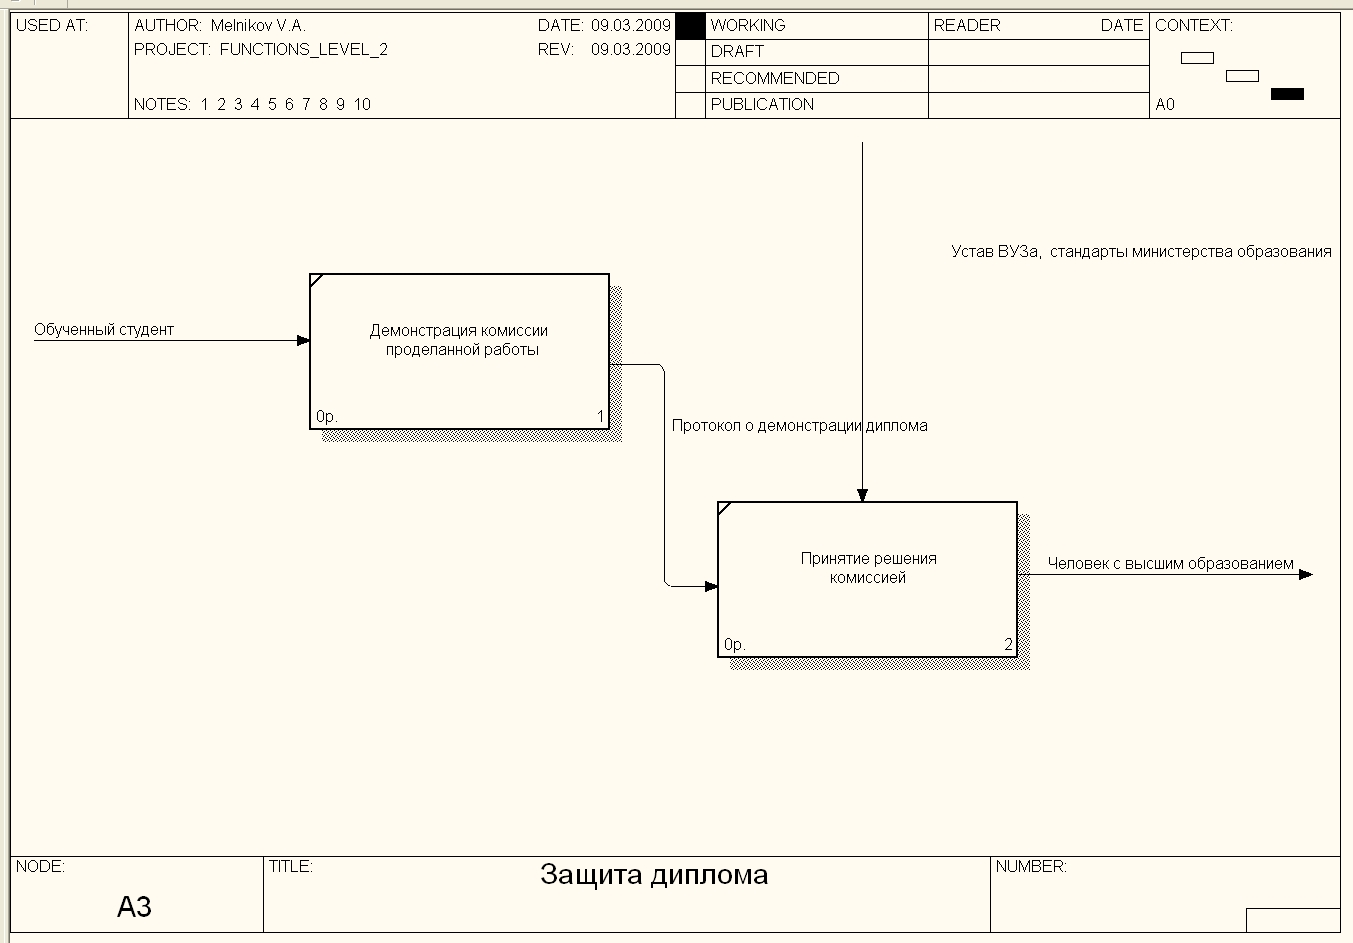 USED AT:
AUTHOR: Melnikov V.A.
DATE: 09.03.2009
PROJECT: FUNCTIONS_LEVEL_2
REV: 09.03.2009
NOTES: 1 2 3 4 5 6 7 8 9 10
WORKING
DRAFT
RECOMMENDED
PUBLICATION
READER DATE
CONTEXT:
A0
Устав ВУЗа, стандарты министерства образования
Обученный студент
Демонстрация комиссии
проделанной работы
0р. 1
Протокол о демонстрации диплома
Принятие решения
комиссией
0р. 2
Человек с высшим образованием
NODE:
A3
TITLE:
Защита диплома
NUMBER: